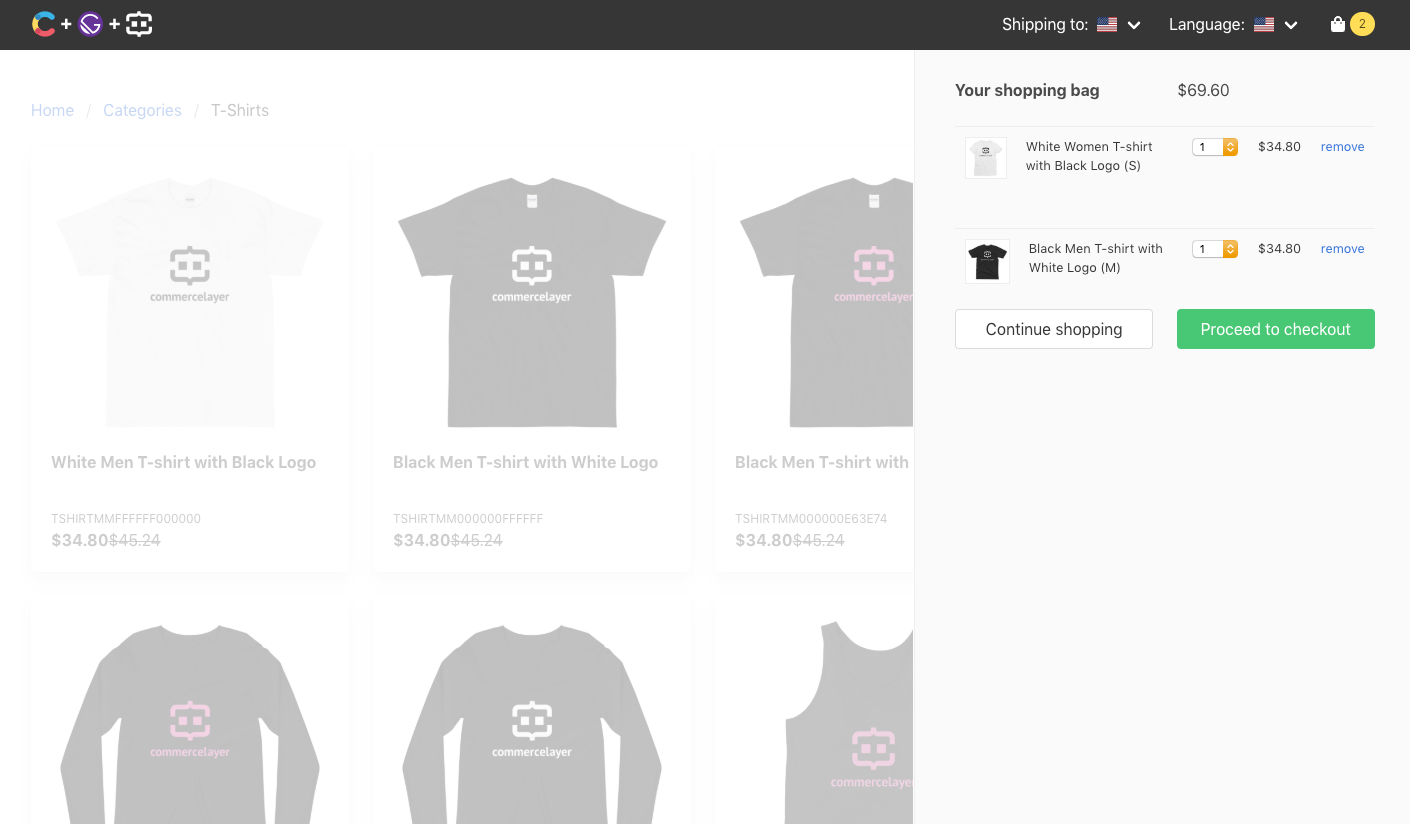 Shipping to:
Language:
2
Home / Categories / T-Shirts
commercelayer
White Men T-shirt with Black Logo
TSHIRTMMFFFFFF000000
$34.80$45.24
commercelayer
Black Men T-shirt with White Logo
TSHIRTMM000000FFFFFF
$34.80$45.24
commercelayer
Black Men T-shirt with
TSHIRTMM000000E63E74
$34.80$45.24
commercelayer
commercelayer
commercelayer
Your shopping bag
$69.60
White Women T-shirt
with Black Logo (S)
1
$34.80
remove
Black Men T-shirt with
White Logo (M)
1
$34.80
remove
Continue shopping
Proceed to checkout